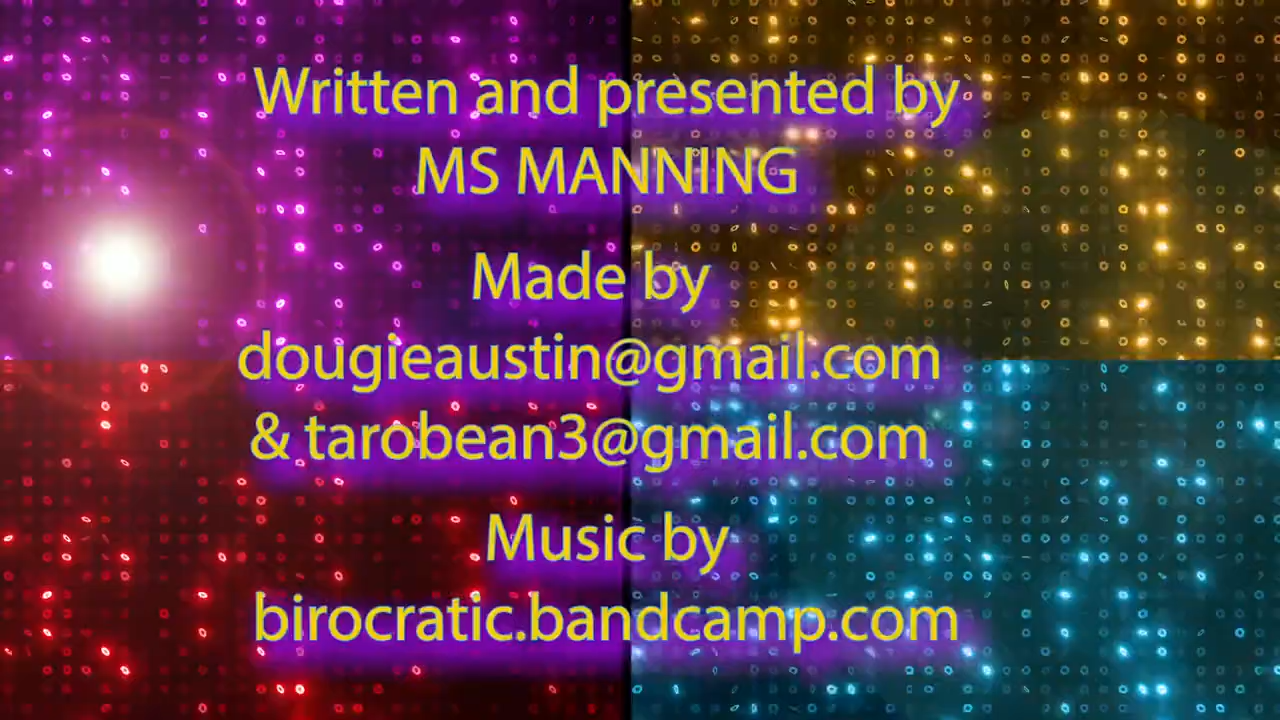 Written and presented by
MS MANNING
Made by
dougieaustin@gmail.com
& tarobean3@gmail.com
Music by
birocratic.bandcamp.com